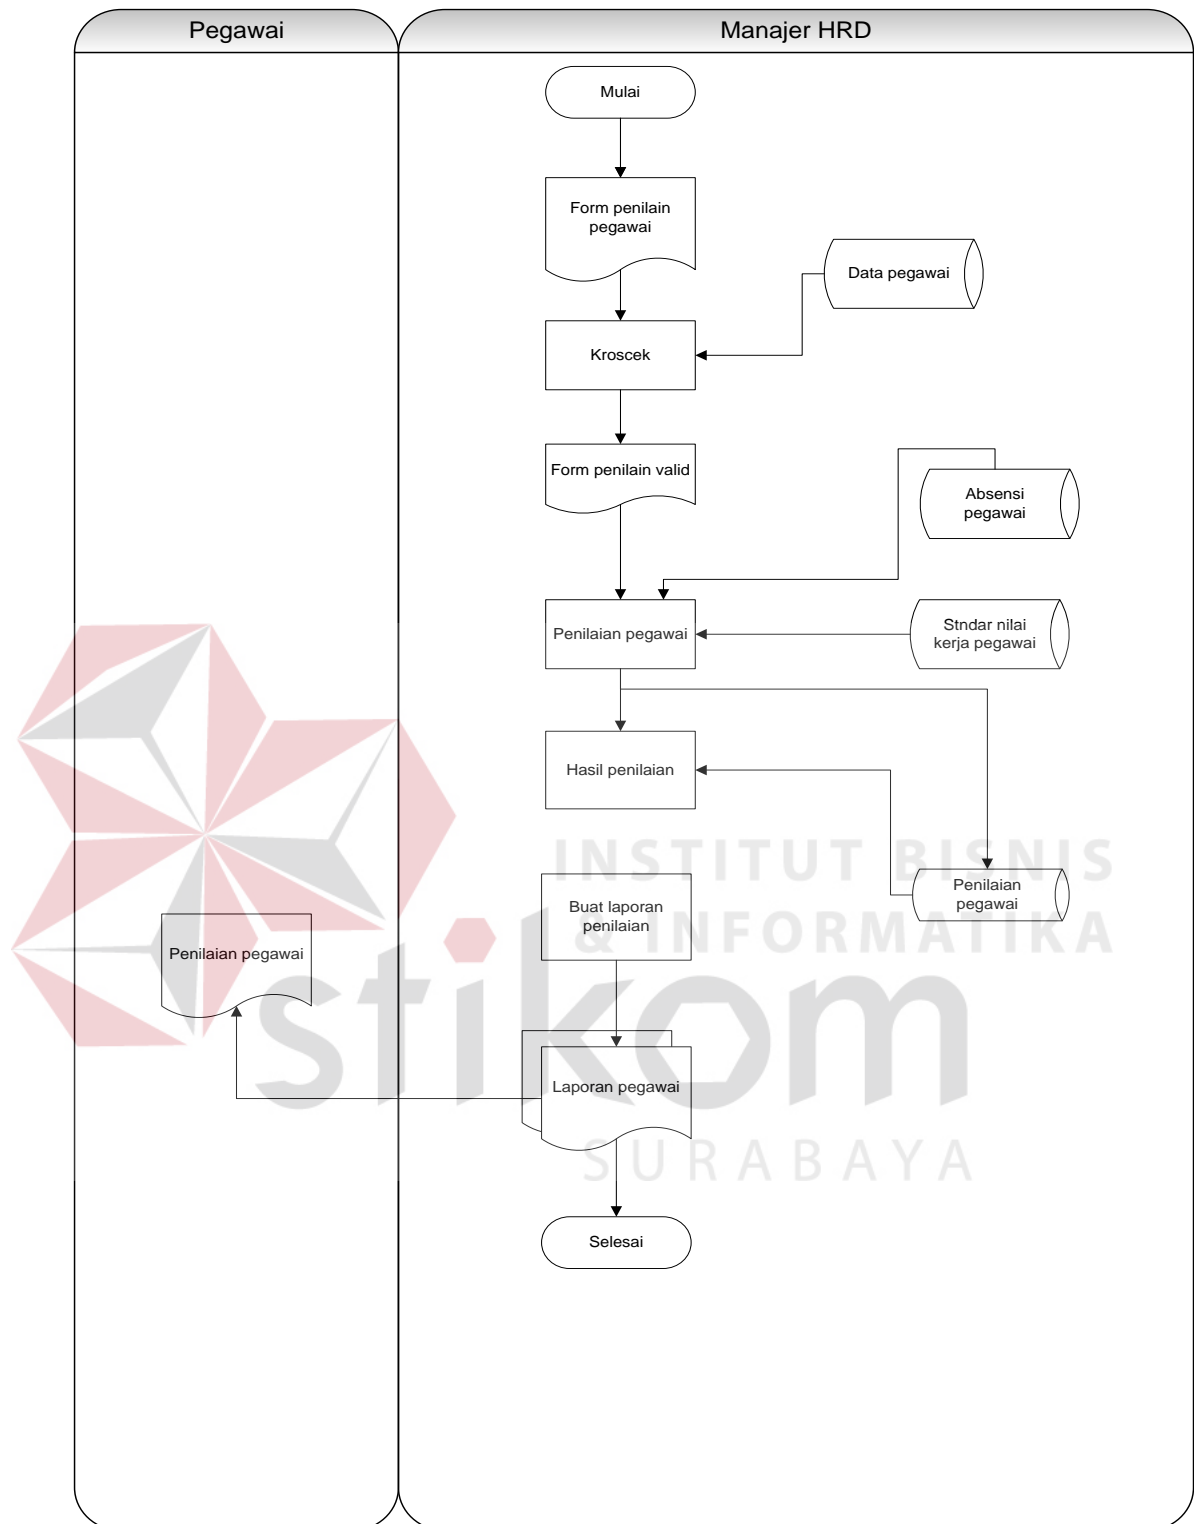 Pegawai
Manajer HRD
Mulai
Form penilain
pegawai
Data pegawai
Kroscek
Form penilain valid
Absensi
pegawai
Penilaian pegawai
Stndar nilai
kerja pegawai
Hasil penilaian
INSTITUT BISNIS
Penilaian
pegawai
Buat laporan
penilaian
& INFORMATIKA
Penilaian pegawai
stikom
Laporan pegawai
SURABAYA
Selesai